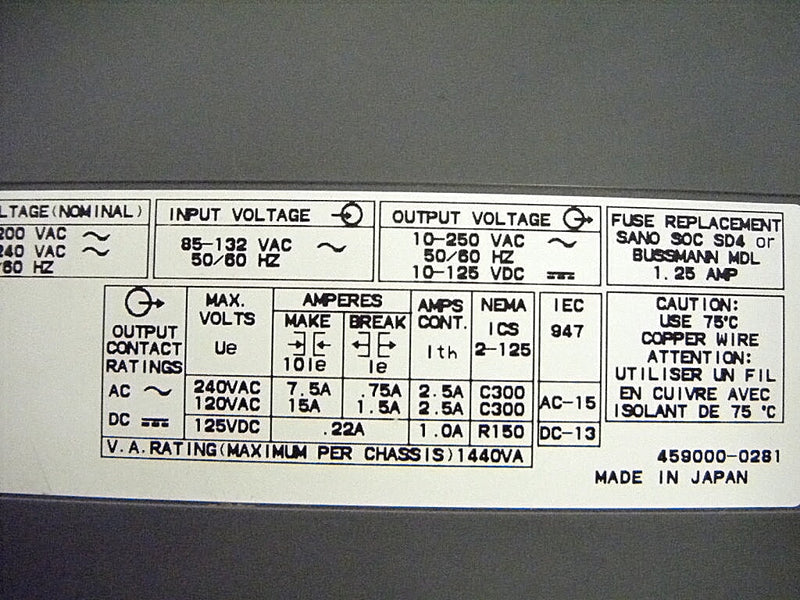 LTAGE(NOMINAL)
200 VAC
240 VAC
/60 HZ
INPUT VOLTAGE
85-132 VAC
50/60 HZ
OUTPUT VOLTAGE
10-250 VAC
50/60 HZ
10-125 VDC
FUSE REPLACEMENT
SANO SOC SD4 or
BUSSMANN MDL
1.25 AMP
OUTPUT
CONTACT
RATINGS
MAX.
VOLTS
Ue
AMPERES
MAKE
10Ie
BREAK
Ie
AMPS
CONT.
Ith
NEMA
ICS
2-125
IEC
947
AC 240VAC 7.5A .75A 2.5A C300 AC-15
120VAC 15A 1.5A 2.5A C300
DC 125VDC .22A 1.0A R150 DC-13
V.A.RATING(MAXIMUM PER CHASSIS)1440VA
CAUTION:
USE 75°C
COPPER WIRE
ATTENTION:
UTILISER UN FIL
EN CUIVRE AVEC
ISOLANT DE 75 °C
459000-0281
MADE IN JAPAN